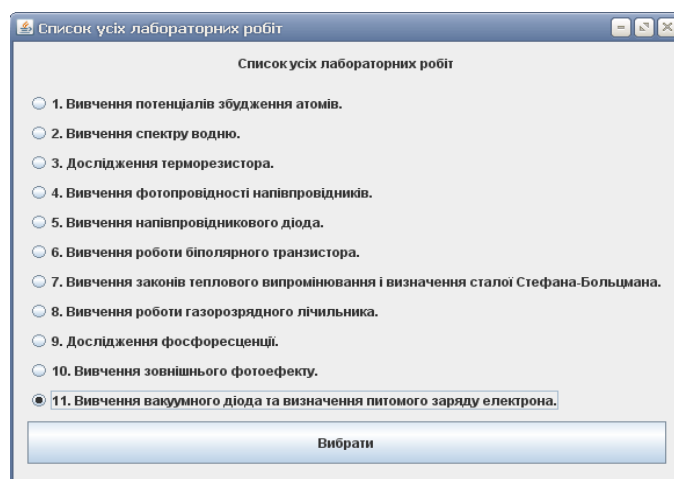 Список усіх лабораторних робіт
Список усіх лабораторних робіт
1. Вивчення потенціалів збудження атомів.
2. Вивчення спектру водню.
3. Дослідження терморезистора.
4. Вивчення фотопровідності напівпровідників.
5. Вивчення напівпровідникового діода.
6. Вивчення роботи біполярного транзистора.
7. Вивчення законів теплового випромінювання і визначення сталої Стефана-Больцмана.
8. Вивчення роботи газорозрядного лічильника.
9. Дослідження фосфоресценції.
10. Вивчення зовнішнього фотоефекту.
11. Вивчення вакуумного діода та визначення питомого заряду електрона.
Вибрати